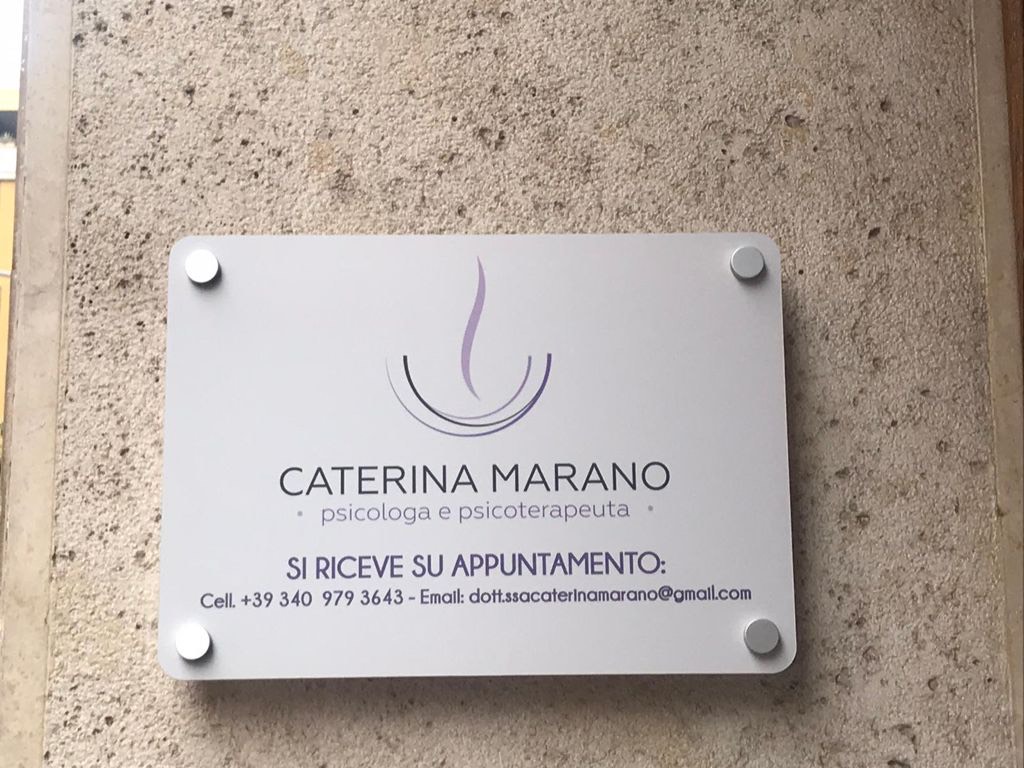 CATERINA MARANO
• psicologa e psicoterapeuta •
SI RICEVE SU APPUNTAMENTO:
Cell. +39 340 979 3643 - Email: dott.ssacaterinamarano@gmail.com